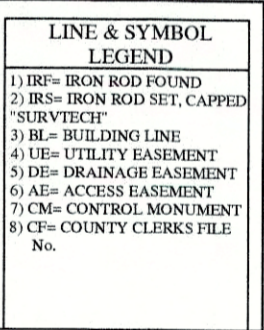 LINE & SYMBOL
LEGEND
1) IRF= IRON ROD FOUND
2) IRS= IRON ROD SET, CAPPED
"SURVTECH"
3) BL= BUILDING LINE
4) UE= UTILITY EASEMENT
5) DE= DRAINAGE EASEMENT
6) AE= ACCESS EASEMENT
7) CM= CONTROL MONUMENT
8) CF= COUNTY CLERKS FILE
No.